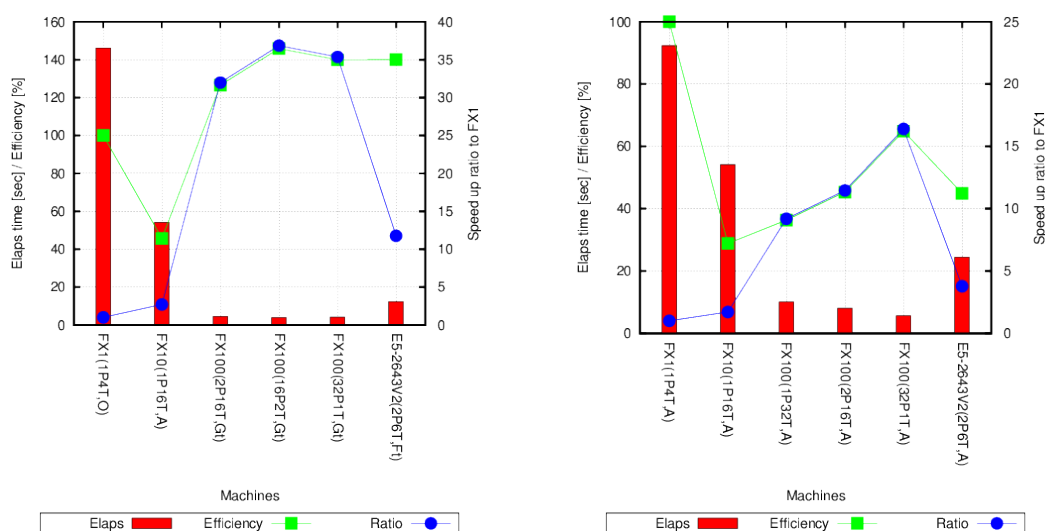 160
140
120
100
80
60
40
20
0
Elaps time [sec] / Efficiency [%]
40
35
30
25
20
15
10
5
0
Speed up ratio to FX1
FX1(1P4T,O)
FX10(1P16T,A)
FX100(2P16T,Gt)
FX100(16P2T,Gt)
FX100(32P1T,Gt)
E5-2643V2(2P6T,Ft)
Machines
Elaps
Efficiency
Ratio
100
80
60
40
20
0
Elaps time [sec] / Efficiency [%]
25
20
15
10
5
0
Speed up ratio to FX1
FX1(1P4T,A)
FX10(1P16T,A)
FX100(1P32T,A)
FX100(2P16T,A)
FX100(32P1T,A)
E5-2643V2(2P6T,A)
Machines
Elaps
Efficiency
Ratio